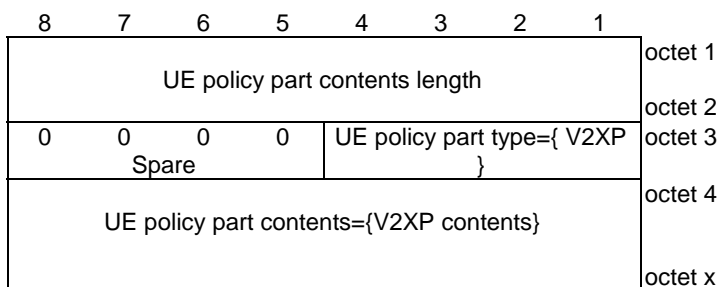 8 7 6 5 4 3 2 1
octet 1
UE policy part contents length
octet 2
0 0 0 0 UE policy part type={ V2XP octet 3
Spare }
octet 4
UE policy part contents={V2XP contents}
octet x